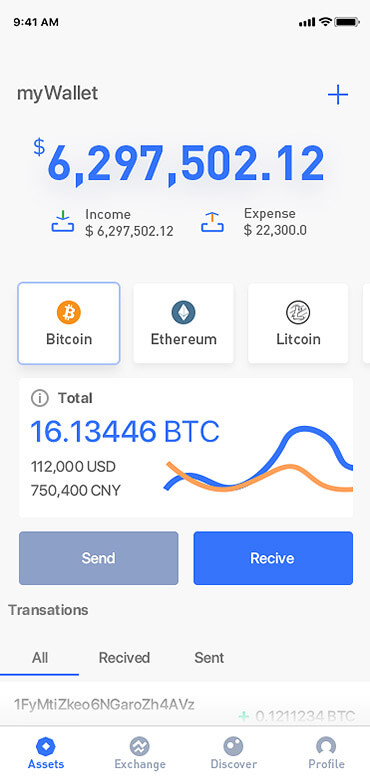 9:41 AM
myWallet
$6,297,502.12
Income
$ 6,297,502.12
Expense
$ 22,300.0
Bitcoin
Ethereum
Litcoin
Total
16.13446 BTC
112,000 USD
750,400 CNY
Send
Recive
Transations
All
Recived
Sent
1FyMtiZkeo6NGaroZh4AVz
+ 0.1211234 BTC
Assets
Exchange
Discover
Profile